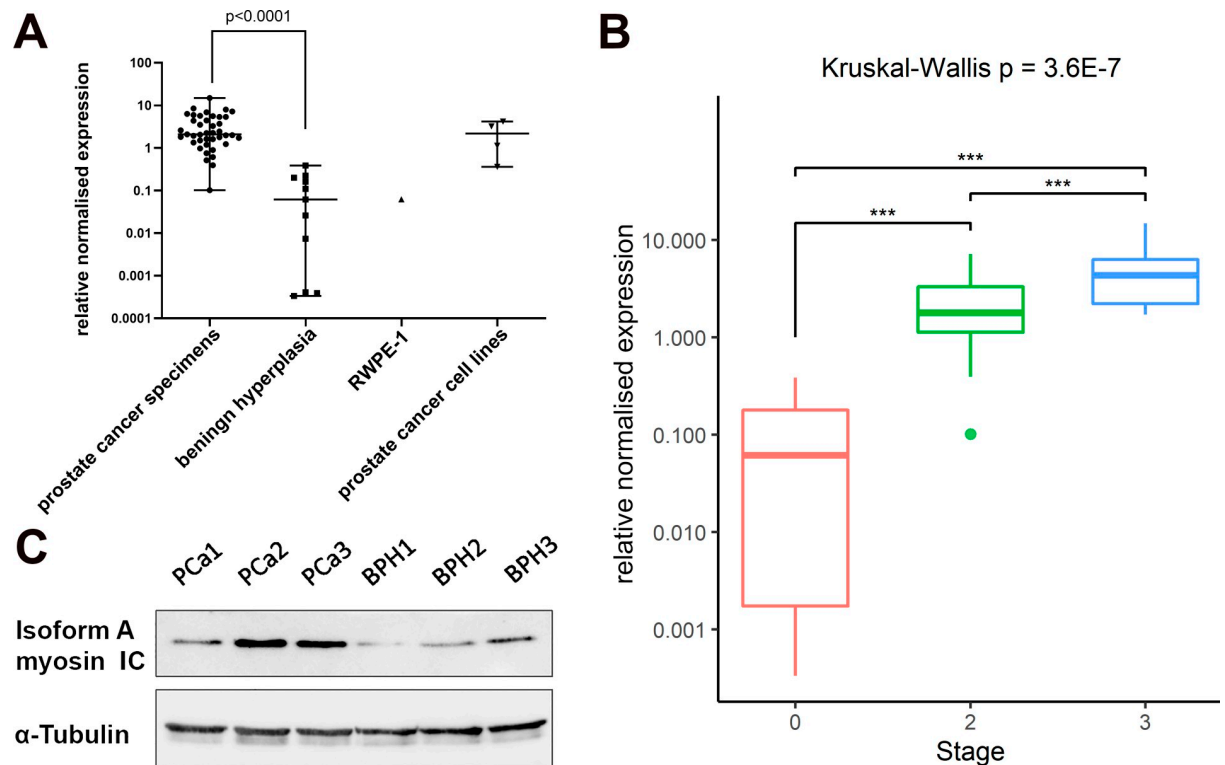 A
p<0.0001
relative normalised expression
100
10
1
0.1
0.01
0.001
0.0001
prostate cancer specimens
beningn hyperplasia
RWPE-1
prostate cancer cell lines
B
Kruskal-Wallis p = 3.6E-7
***
***
***
relative normalised expression
10.000
1.000
0.100
0.010
0.001
0
2
3
Stage
C
PCa1
PCa2
PCa3
BPH1
BPH2
BPH3
Isoform A
myosin IC
α-Tubulin